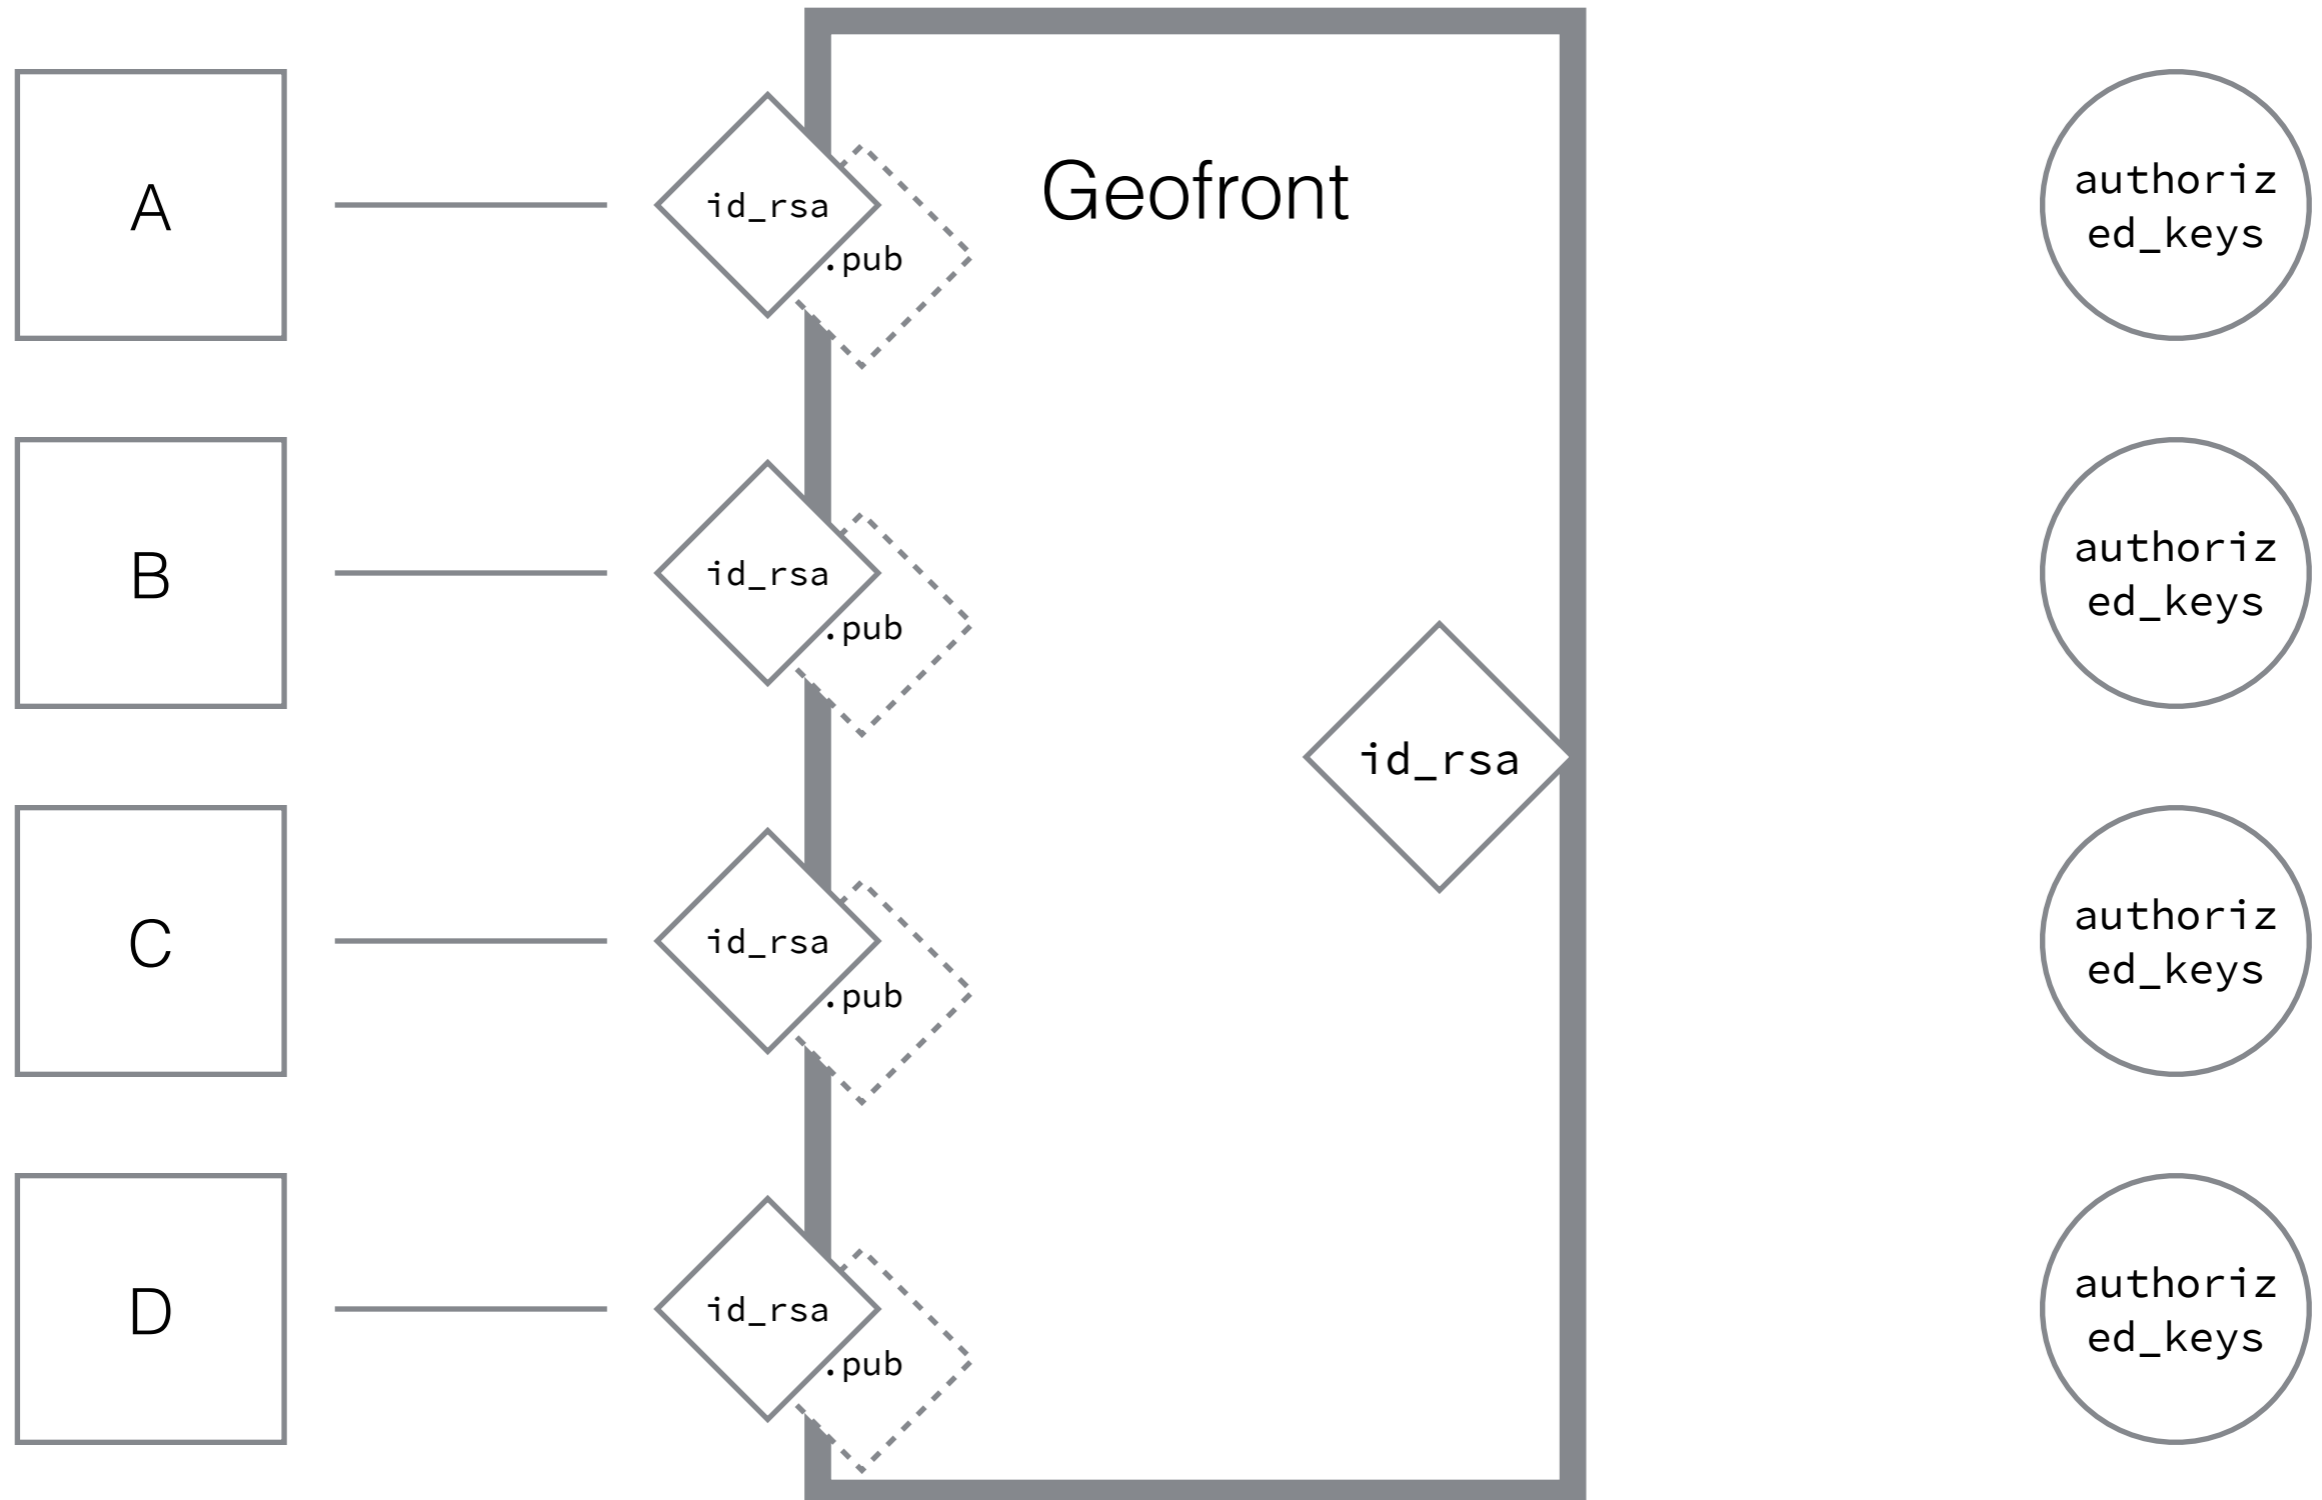 Geofront
A
id_rsa
.pub
authoriz
ed_keys
B
id_rsa
.pub
authoriz
ed_keys
id_rsa
C
id_rsa
.pub
authoriz
ed_keys
D
id_rsa
.pub
authoriz
ed_keys